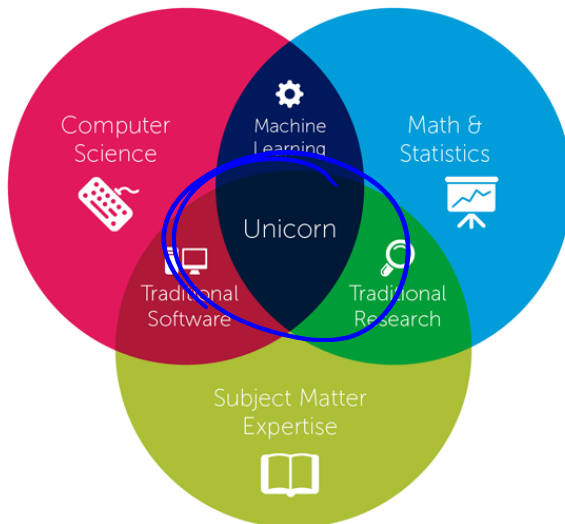 Computer
Science
Machine
Learning
Math &
Statistics
Unicorn
Traditional
Software
Traditional
Research
Subject Matter
Expertise